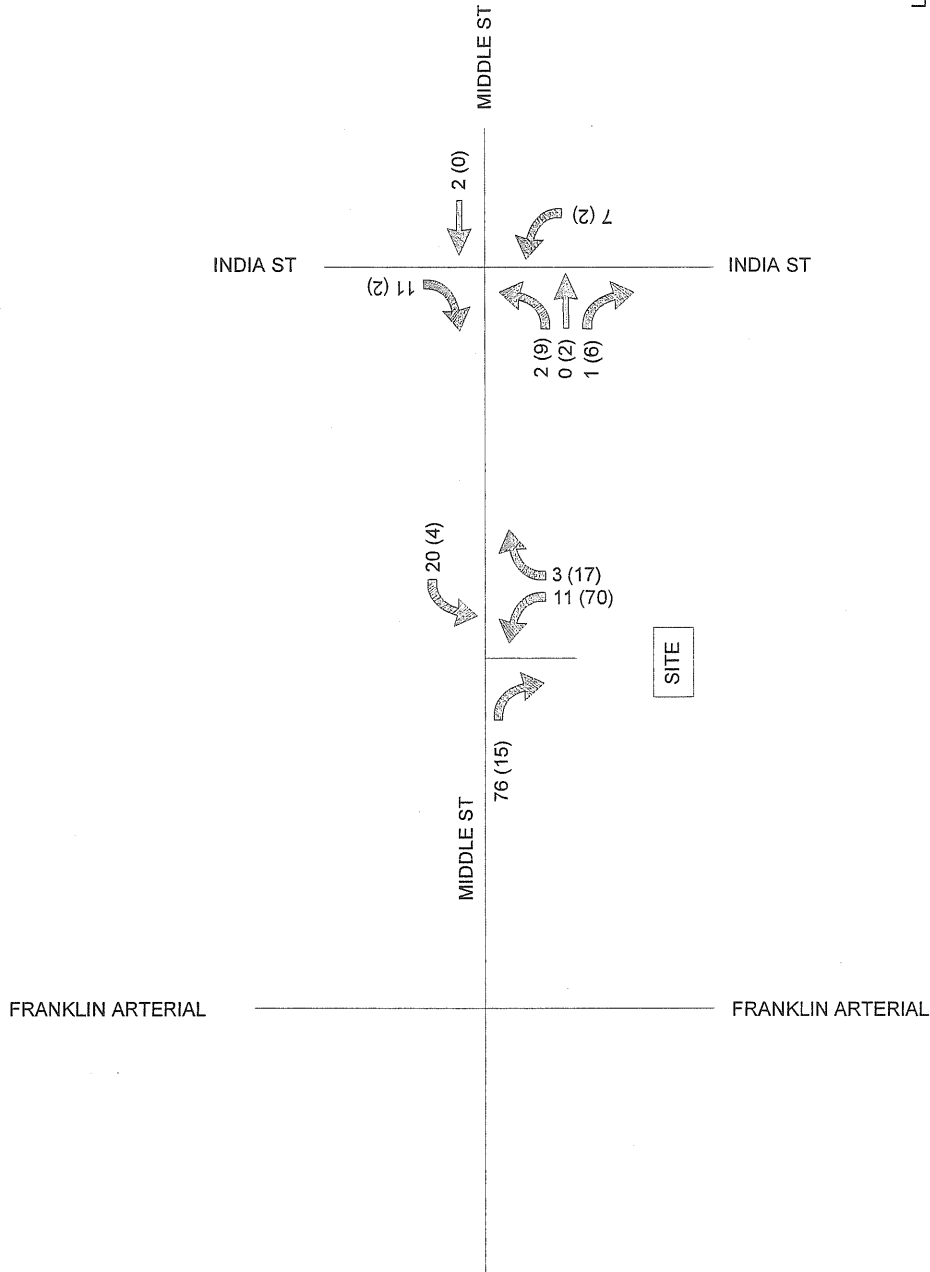 MIDDLE ST
2 (0)
INDIA ST
INDIA ST
7 (2)
11 (2)
2 (9)
0 (2)
1 (6)
20 (4)
3 (17)
11 (70)
SITE
76 (15)
MIDDLE ST
FRANKLIN ARTERIAL
FRANKLIN ARTERIAL